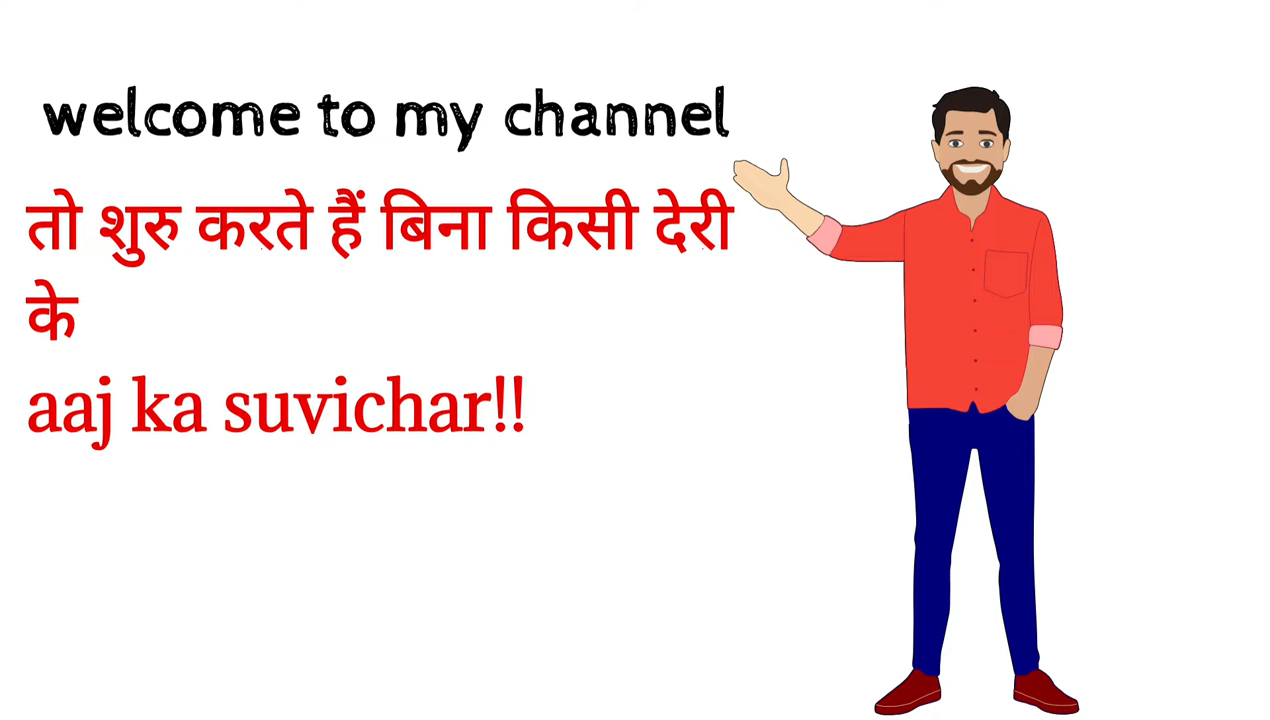 welcome to my channel
तो शुरु करते हैं बिना किसी देरी
के
aaj ka suvichar!!